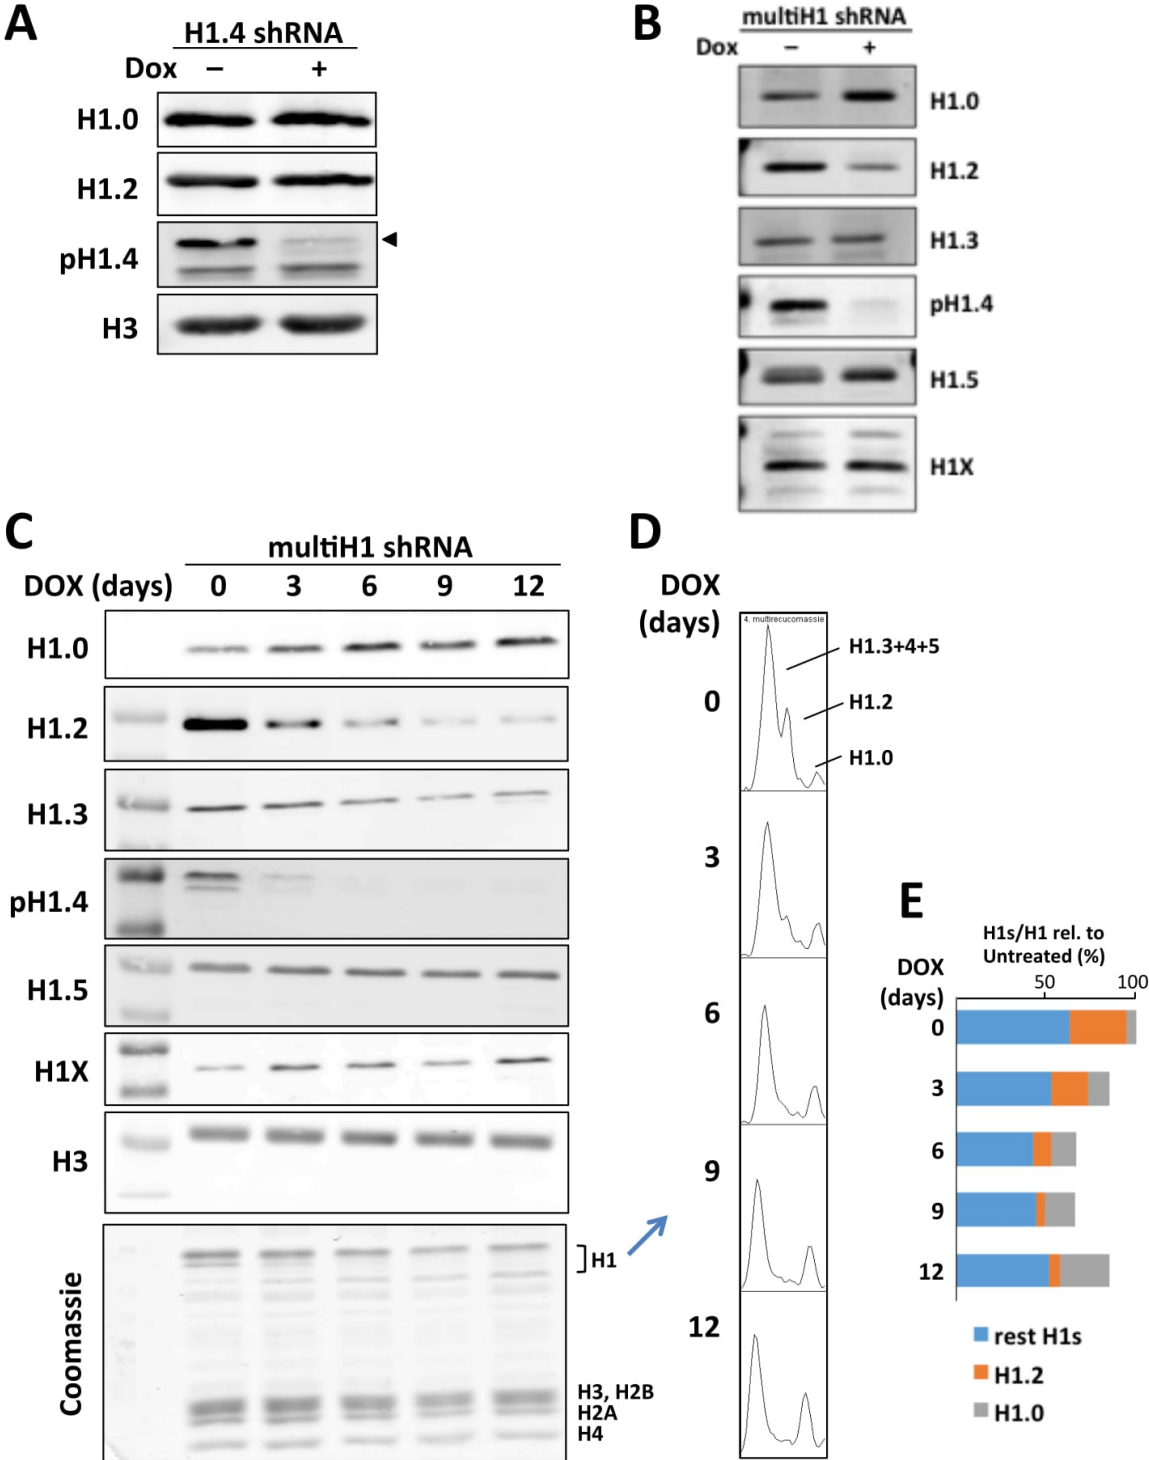 A
H1.4 shRNA
Dox – +
H1.0
H1.2
pH1.4
H3
B
multiH1 shRNA
Dox – +
H1.0
H1.2
H1.3
pH1.4
H1.5
H1X
C
multiH1 shRNA
DOX (days) 0 3 6 9 12
H1.0
H1.2
H1.3
pH1.4
H1.5
H1X
H3
Coomassie
H1
H3, H2B
H2A
H4
D
DOX
(days)
4. multirecucomassie
0
H1.3+4+5
H1.2
H1.0
3
6
9
12
E
H1s/H1 rel. to
Untreated (%)
DOX
(days)
50 100
0
3
6
9
12
rest H1s
H1.2
H1.0